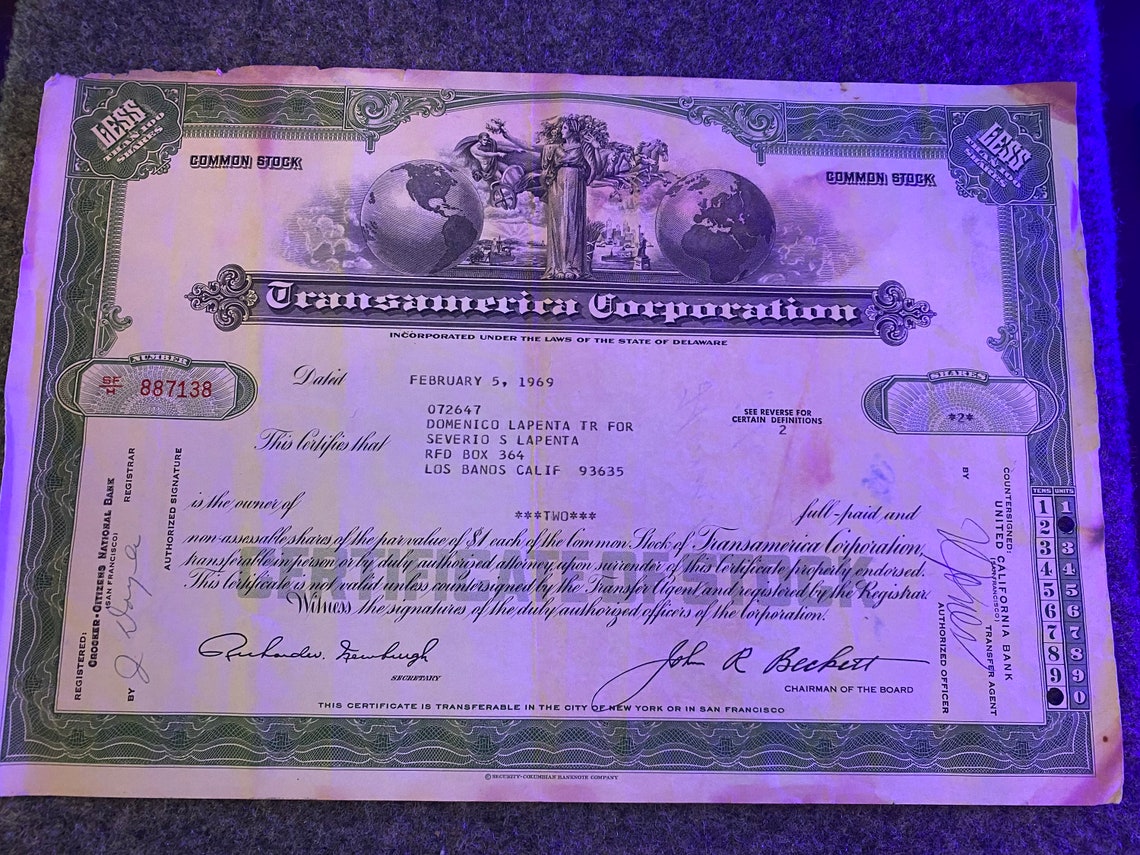 LESS
THAN 100
SHARES
LESS
THAN 100
SHARES
COMMON STOCK
COMMON STOCK
Transamerica Corporation
INCORPORATED UNDER THE LAWS OF THE STATE OF DELAWARE
NUMBER
SF
887138
SHARES
*2*
Dated FEBRUARY 5, 1969
072647
This Certifies that DOMENICO LAPENTA TR FOR
SEVERIO S LAPENTA
RFD BOX 364
LOS BANOS CALIF 93635
SEE REVERSE FOR
CERTAIN DEFINITIONS
2
is the owner of ***TWO*** full-paid and
non-assessable shares of the par value of $1 each of the Common Stock of Transamerica Corporation,
transferable in person or by duly authorized attorney upon surrender of this Certificate properly endorsed.
This Certificate is not valid unless countersigned by the Transfer Agent and registered by the Registrar.
Witness the signatures of the duly authorized officers of the Corporation.
CERTIFICATE OF STOCK
SECRETARY
John R Beckett
CHAIRMAN OF THE BOARD
THIS CERTIFICATE IS TRANSFERABLE IN THE CITY OF NEW YORK OR IN SAN FRANCISCO
© SECURITY-COLUMBIAN BANKNOTE COMPANY
REGISTERED:
CROCKER-CITIZENS NATIONAL BANK
(SAN FRANCISCO)
REGISTRAR
BY
AUTHORIZED SIGNATURE
COUNTERSIGNED:
UNITED CALIFORNIA BANK
(SAN FRANCISCO)
TRANSFER AGENT
BY
AUTHORIZED OFFICER
TENS UNITS
1 1
2
3 3
4 4
5 5
6 6
7 7
8 8
9 9
0